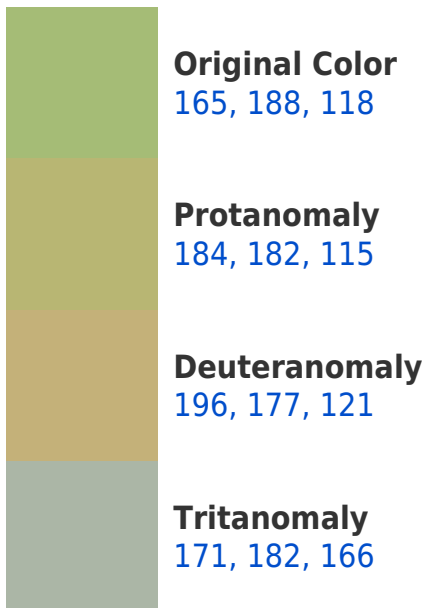 Original Color
165, 188, 118
Protanomaly
184, 182, 115
Deuteranomaly
196, 177, 121
Tritanomaly
171, 182, 166